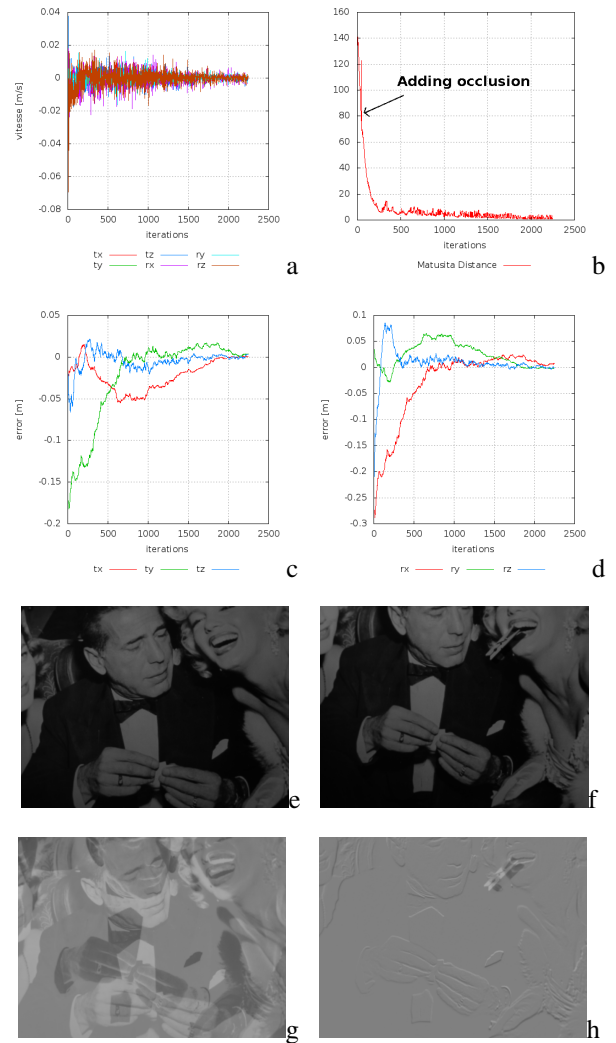 0.04
0.02
0
-0.02
-0.04
-0.06
-0.08
vitesse [m/s]
0 500 1000 1500 2000 2500
iterations
tx tz ry
ty rx rz
a
160
140
120
100
80
60
40
20
0
Adding occlusion
0 500 1000 1500 2000 2500
iterations
Matusita Distance
b
0.05
0
-0.05
-0.1
-0.15
-0.2
error [m]
0 500 1000 1500 2000 2500
iterations
tx ty tz
c
0.1
0.05
0
-0.05
-0.1
-0.15
-0.2
-0.25
-0.3
error [m]
0 500 1000 1500 2000 2500
iterations
rx ry rz
d
e
f
g
h